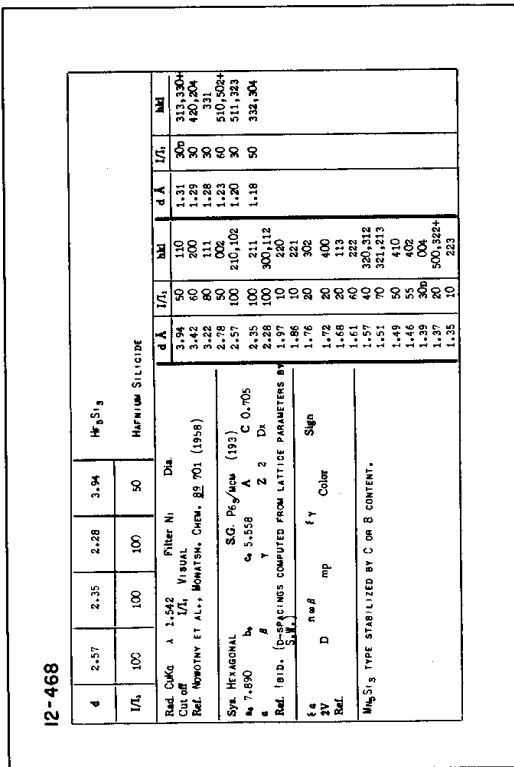 12-468
d 2.57 2.35 2.28 3.94
I/I₁ 100 100 100 50
Hf₅Si₃
HAFNIUM SILICIDE
Rad. CuKα λ 1.542 Filter Ni Dia.
Cut off I/I₁ VISUAL
Ref. NOWOTNY ET AL., MONATSH. CHEM. 89 701 (1958)
Sys. HEXAGONAL S.G. P6₃/MCM (193)
a₀ 7.890 b₀ c₀ 5.558 A C 0.705
α β γ Z 2 Dx
Ref. IBID. (D-SPACINGS COMPUTED FROM LATTICE PARAMETERS BY
S.W.)
εα nωβ εγ Sign
2V D mp Color
Ref.
MN₅SI₃ TYPE STABILIZED BY C OR B CONTENT.
d Å I/I₁ hkl
3.94 50 110
3.42 60 200
3.22 80 111
2.78 50 002
2.57 100 210,102
2.35 100 211
2.28 100 300,112
1.97 10 220
1.86 10 221
1.76 20 302
1.72 20 400
1.68 20 113
1.61 60 222
1.57 40 320,312
1.51 70 321,213
1.49 50 410
1.46 55 402
1.39 30D 004
1.37 20 500,322+
1.35 10 223
d Å I/I₁ hkl
1.31 30D 313,330+
1.29 30 420,204
1.28 30 331
1.23 60 510,502+
1.20 30 511,323
1.18 50 332,304